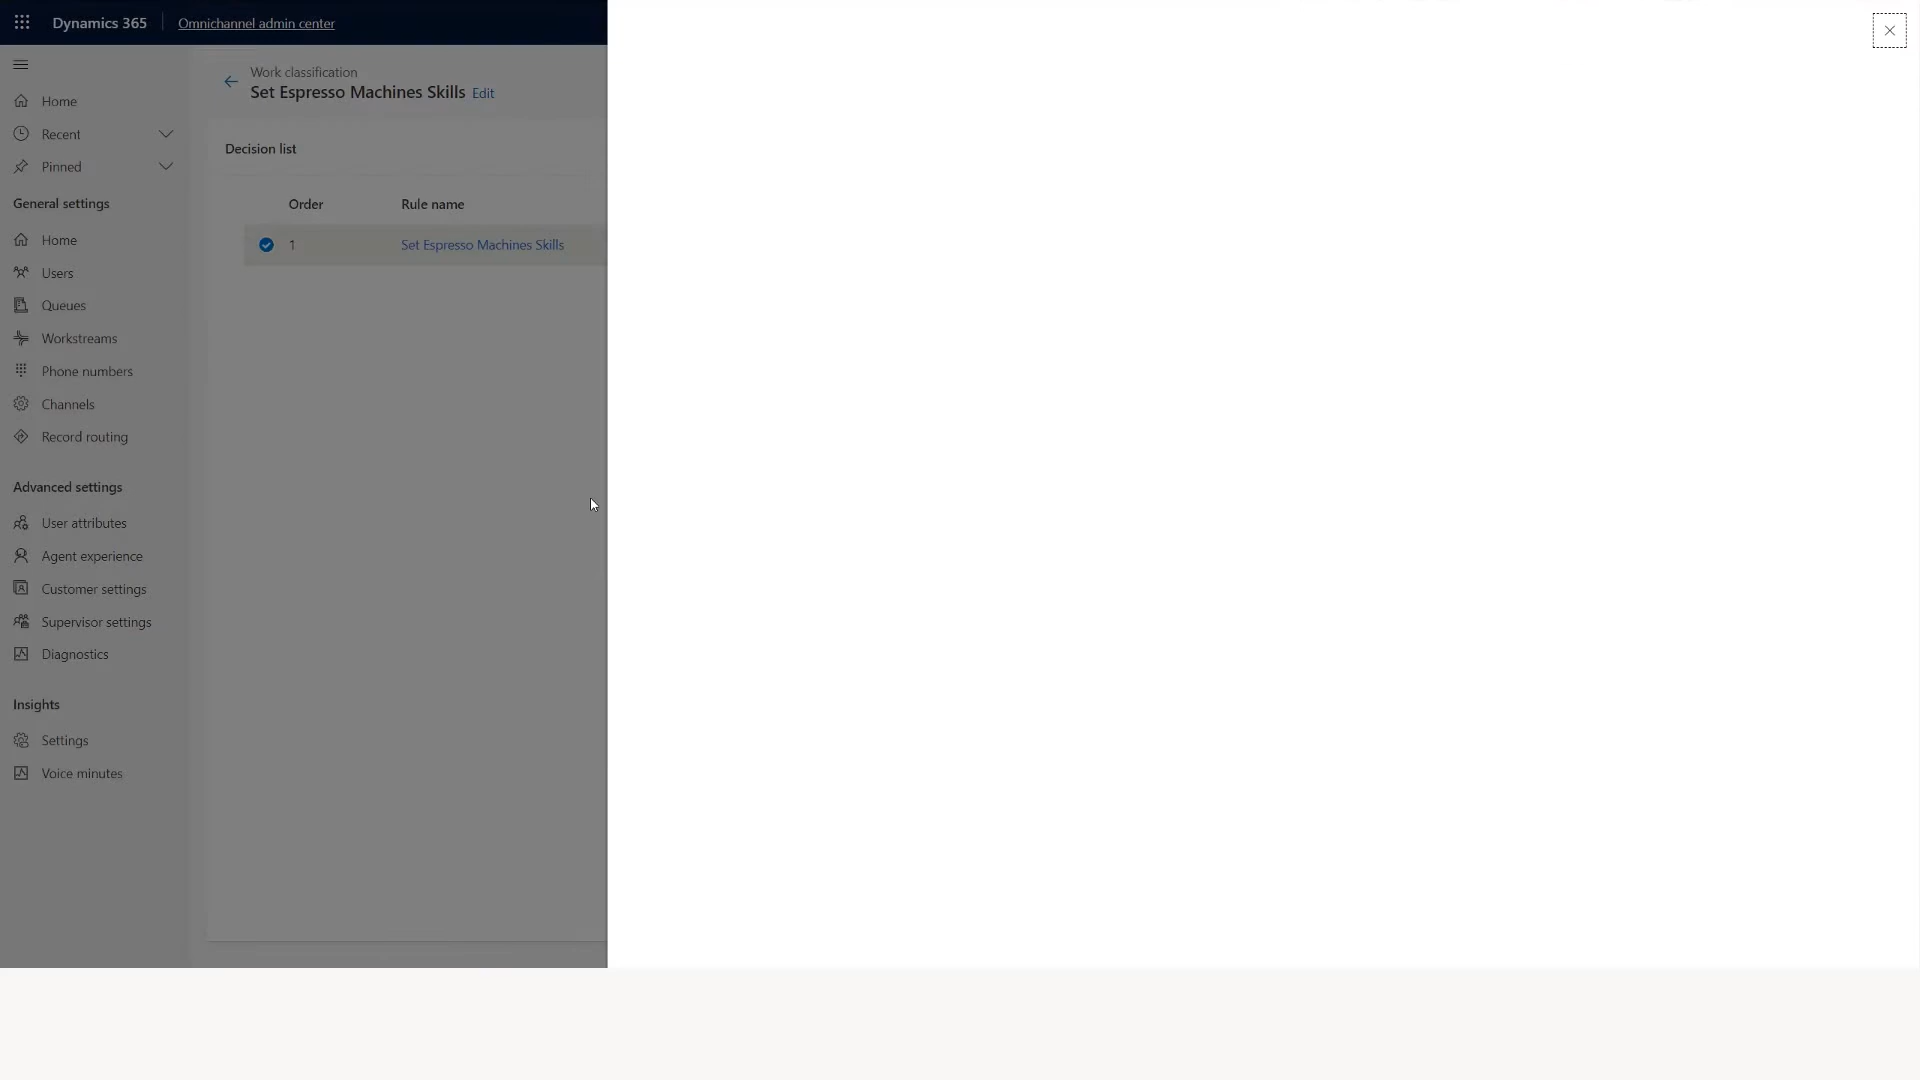 Dynamics 365
Omnichannel admin center
Home
Recent
Pinned
General settings
Home
Users
Queues
Workstreams
Phone numbers
Channels
Record routing
Advanced settings
User attributes
Agent experience
Customer settings
Supervisor settings
Diagnostics
Insights
Settings
Voice minutes
Work classification
Set Espresso Machines Skills Edit
Decision list
Order Rule name
1 Set Espresso Machines Skills